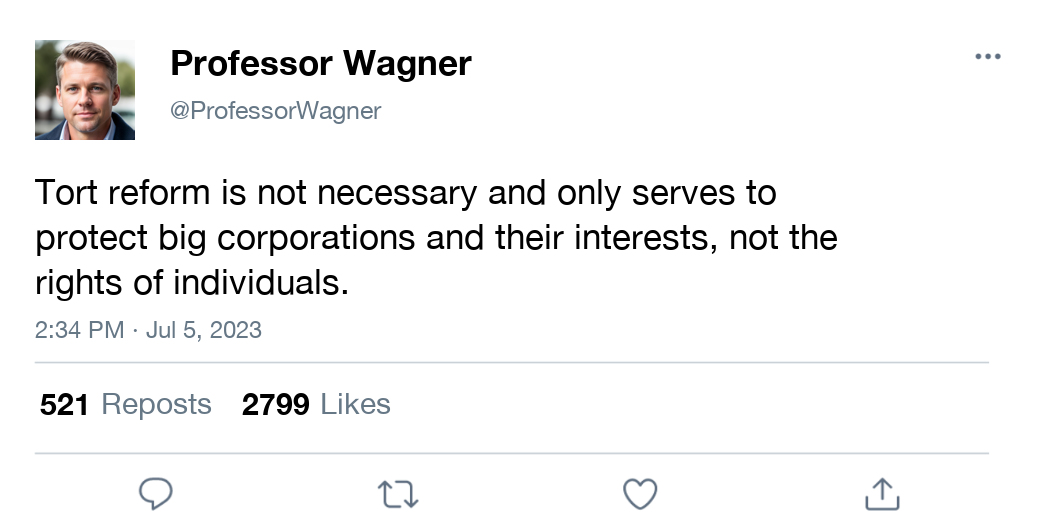 Professor Wagner
@ProfessorWagner
Tort reform is not necessary and only serves to
protect big corporations and their interests, not the
rights of individuals.
2:34 PM · Jul 5, 2023
521 Reposts 2799 Likes